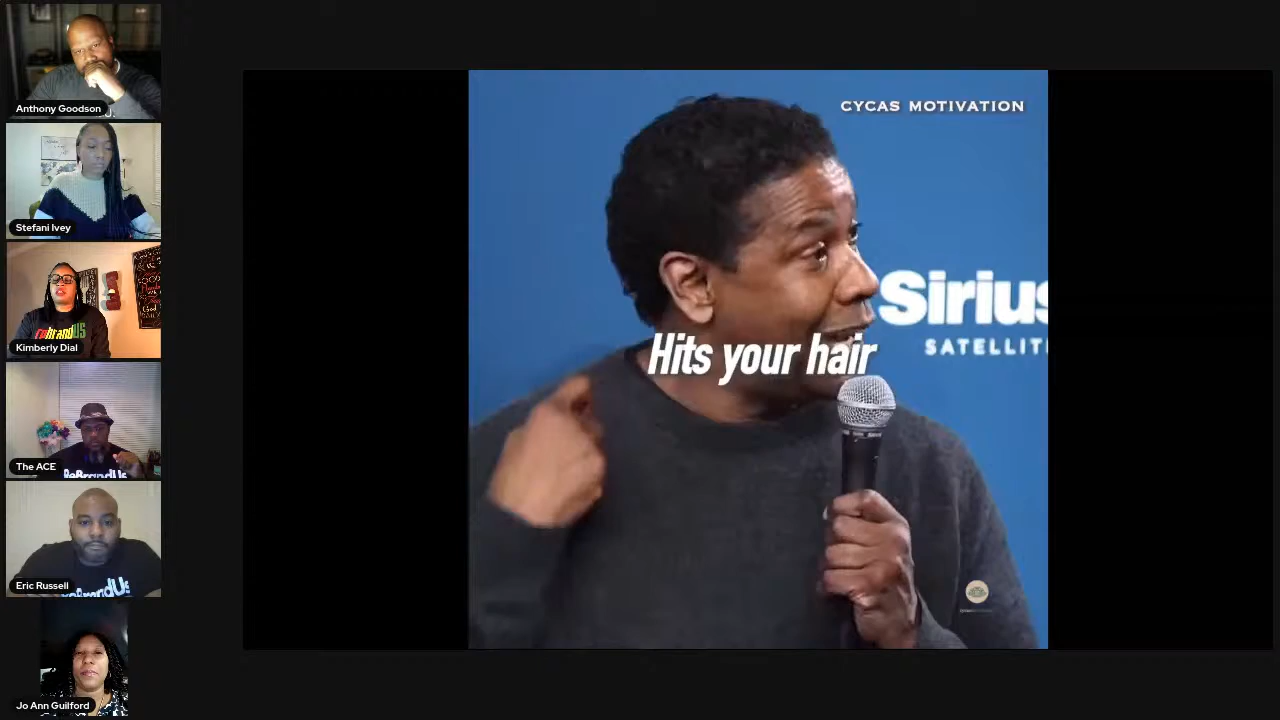 Anthony Goodson
Stefani Ivey
Kimberly Dial
The ACE
ReBrandUs
Eric Russell
Jo Ann Guilford
CYCAS MOTIVATION
Sirius
SATELLIT
Hits your hair